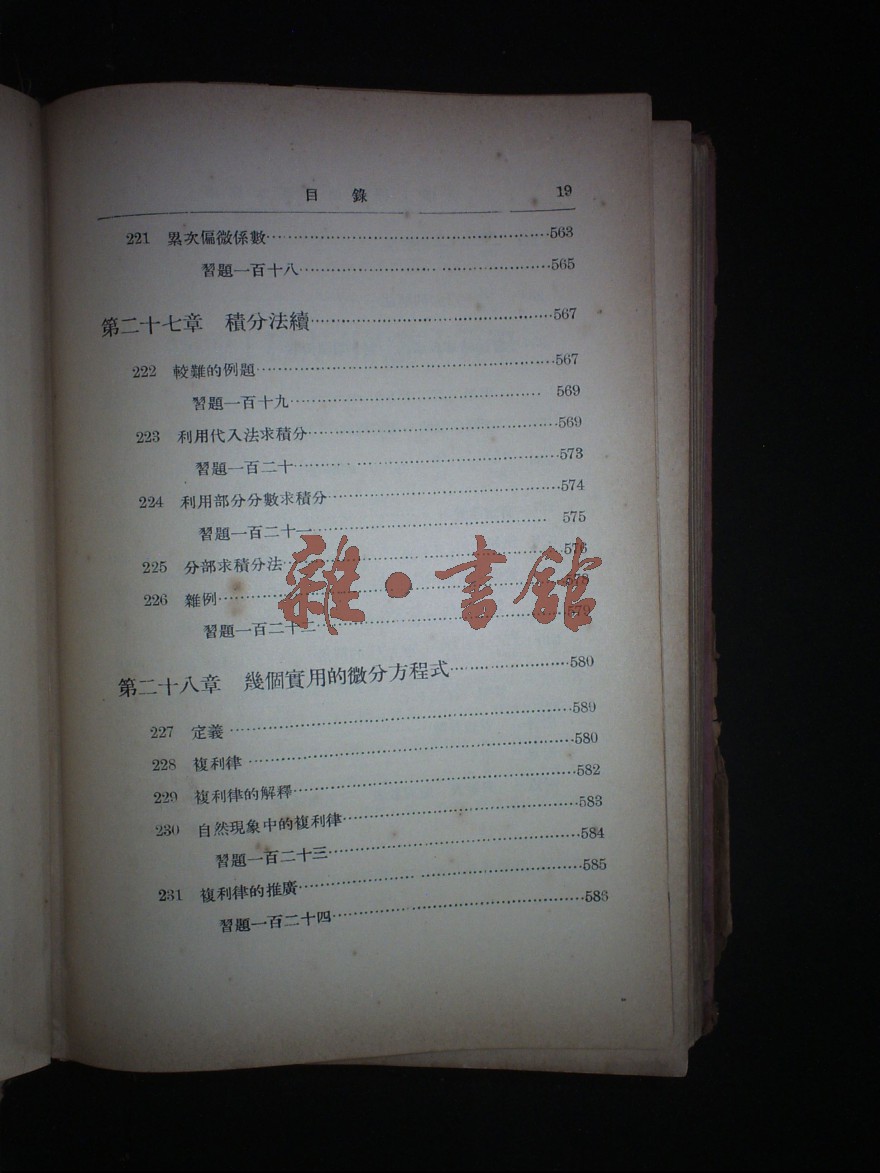 目錄 19
221 累次偏微係數……563
習題一百十八……565
第二十七章 積分法續……567
222 較難的例題……567
習題一百十九……569
223 利用代入法求積分……569
習題一百二十……573
224 利用部分分數求積分……574
習題一百二十一……575
225 分部求積分法……576
226 雜例……578
習題一百二十二……579
雜·書館
第二十八章 幾個實用的微分方程式……580
227 定義……580
228 複利律……580
229 複利律的解釋……582
230 自然現象中的複利律……583
習題一百二十三……584
231 複利律的推廣……585
習題一百二十四……586